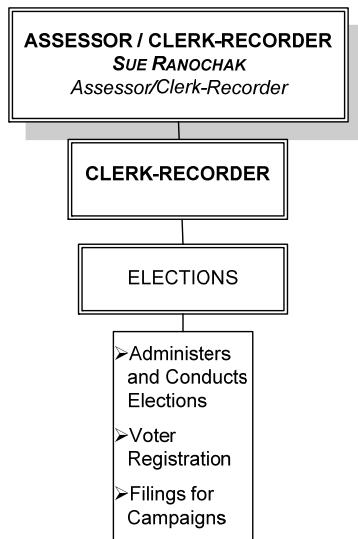 ASSESSOR / CLERK-RECORDER
SUE RANOCHAK
Assessor/Clerk-Recorder
CLERK-RECORDER
ELECTIONS
➢Administers
and Conducts
Elections
➢Voter
Registration
➢Filings for
Campaigns